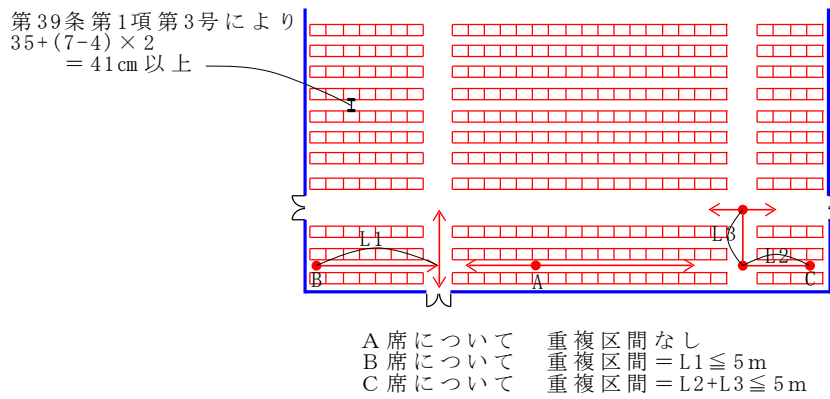 第39条第1項第3号により
35+(7-4)×2
=41cm以上
L1
L3
L2
B
A
C
A席について 重複区間なし
B席について 重複区間=L1≦5m
C席について 重複区間=L2+L3≦5m